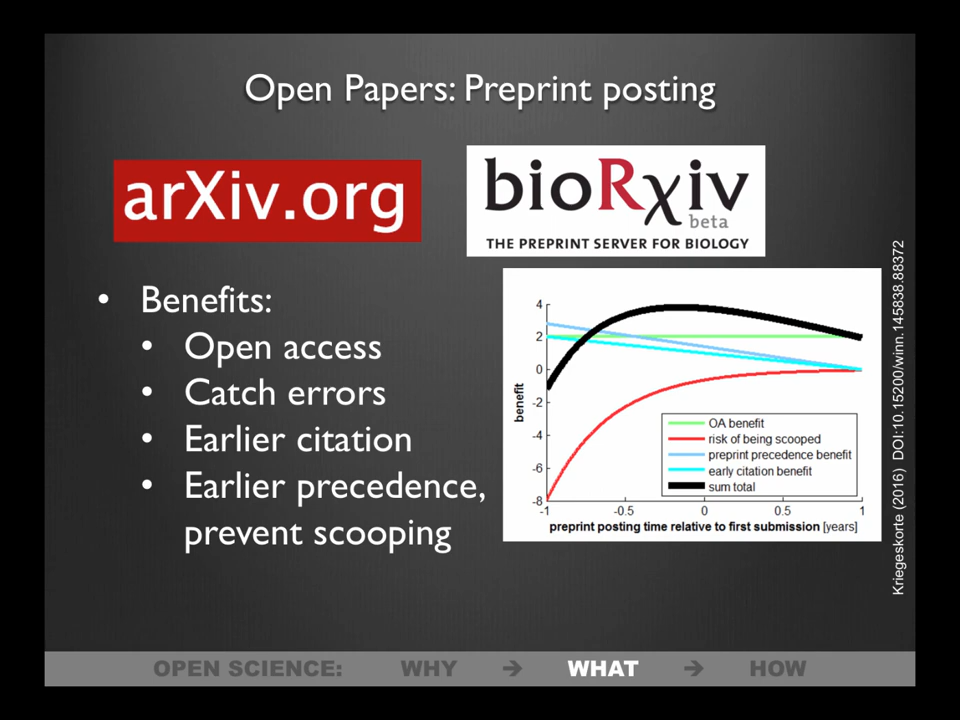 Open Papers: Preprint posting
arXiv.org
bioRχiv
beta
THE PREPRINT SERVER FOR BIOLOGY
• Benefits:
• Open access
• Catch errors
• Earlier citation
• Earlier precedence,
prevent scooping
4
2
0
-2
-4
-6
-8
benefit
OA benefit
risk of being scooped
preprint precedence benefit
early citation benefit
sum total
-1 -0.5 0 0.5 1
preprint posting time relative to first submission [years]
Kriegeskorte (2016) DOI:10.15200/winn.145838.88372
OPEN SCIENCE: WHY ➔ WHAT ➔ HOW